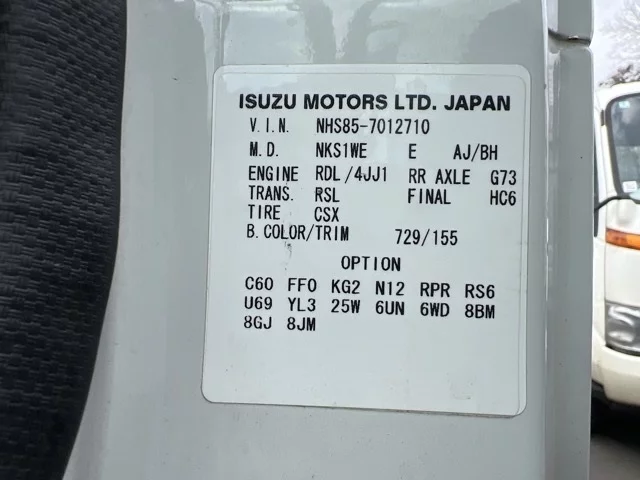 ISUZU MOTORS LTD. JAPAN
V.I.N. NHS85-7012710
M.D. NKS1WE E AJ/BH
ENGINE RDL/4JJ1 RR AXLE G73
TRANS. RSL FINAL HC6
TIRE CSX
B.COLOR/TRIM 729/155
OPTION
C60 FF0 KG2 N12 RPR RS6
U69 YL3 25W 6UN 6WD 8BM
8GJ 8JM